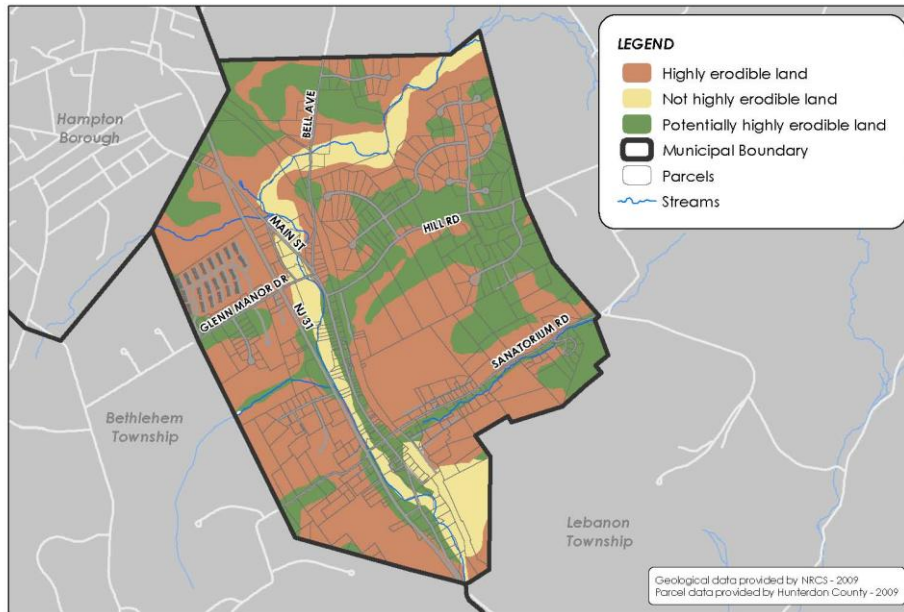 LEGEND
Highly erodible land
Not highly erodible land
Potentially highly erodible land
Municipal Boundary
Parcels
Streams
Hampton
Borough
BELL AVE
MAIN ST
HILL RD
GLENN MANOR DR
NJ 31
SANATORIUM RD
Bethlehem
Township
Lebanon
Township
Geological data provided by NRCS - 2009
Parcel data provided by Hunterdon County - 2009